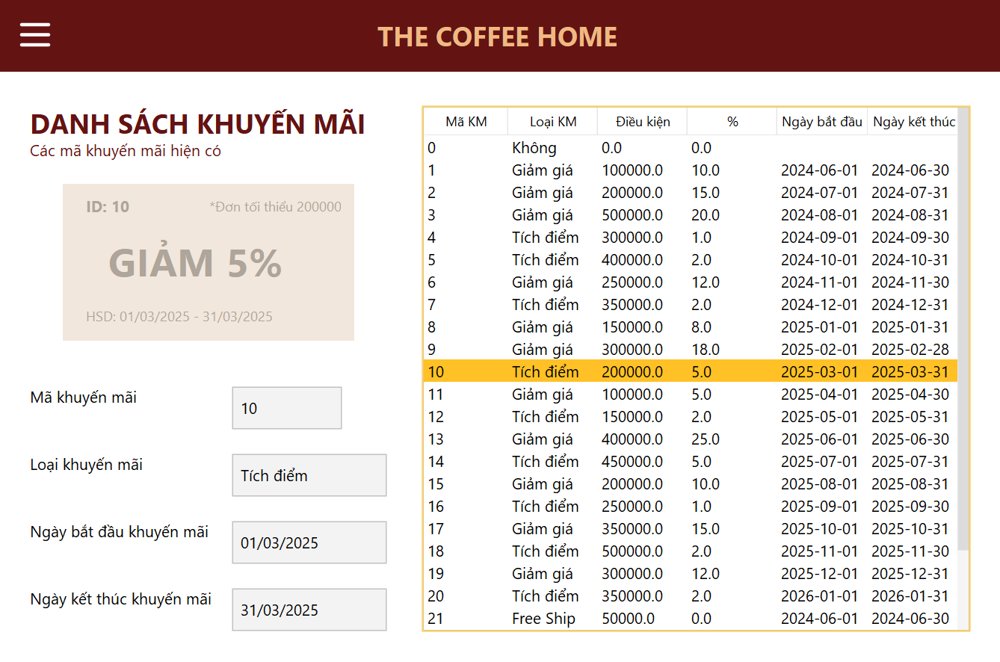 THE COFFEE HOME
DANH SÁCH KHUYẾN MÃI
Các mã khuyến mãi hiện có
ID: 10 *Đơn tối thiểu 200000
GIẢM 5%
HSD: 01/03/2025 - 31/03/2025
Mã khuyến mãi 10
Loại khuyến mãi Tích điểm
Ngày bắt đầu khuyến mãi 01/03/2025
Ngày kết thúc khuyến mãi 31/03/2025
Mã KM Loại KM Điều kiện % Ngày bắt đầu Ngày kết thúc
0 Không 0.0 0.0
1 Giảm giá 100000.0 10.0 2024-06-01 2024-06-30
2 Giảm giá 200000.0 15.0 2024-07-01 2024-07-31
3 Giảm giá 500000.0 20.0 2024-08-01 2024-08-31
4 Tích điểm 300000.0 1.0 2024-09-01 2024-09-30
5 Tích điểm 400000.0 2.0 2024-10-01 2024-10-31
6 Giảm giá 250000.0 12.0 2024-11-01 2024-11-30
7 Tích điểm 350000.0 2.0 2024-12-01 2024-12-31
8 Giảm giá 150000.0 8.0 2025-01-01 2025-01-31
9 Giảm giá 300000.0 18.0 2025-02-01 2025-02-28
10 Tích điểm 200000.0 5.0 2025-03-01 2025-03-31
11 Giảm giá 100000.0 5.0 2025-04-01 2025-04-30
12 Tích điểm 150000.0 2.0 2025-05-01 2025-05-31
13 Giảm giá 400000.0 25.0 2025-06-01 2025-06-30
14 Tích điểm 450000.0 5.0 2025-07-01 2025-07-31
15 Giảm giá 200000.0 10.0 2025-08-01 2025-08-31
16 Tích điểm 250000.0 1.0 2025-09-01 2025-09-30
17 Giảm giá 350000.0 15.0 2025-10-01 2025-10-31
18 Tích điểm 500000.0 2.0 2025-11-01 2025-11-30
19 Giảm giá 300000.0 12.0 2025-12-01 2025-12-31
20 Tích điểm 350000.0 2.0 2026-01-01 2026-01-31
21 Free Ship 50000.0 0.0 2024-06-01 2024-06-30